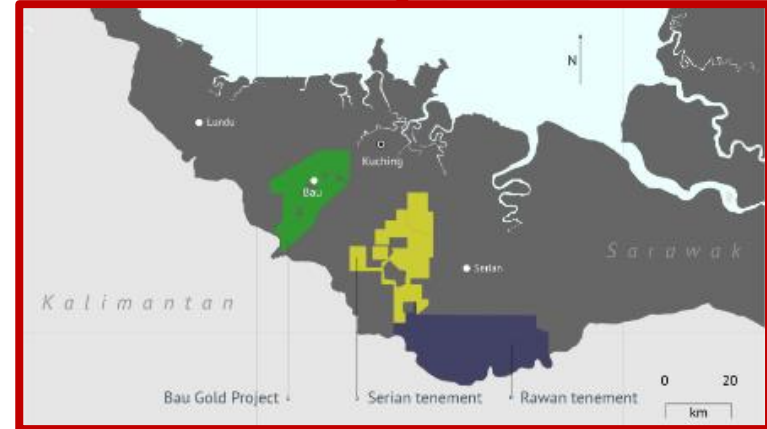 N
Lundu
Kuching
Bau
Sarawak
Serian
Kalimantan
0 20
Bau Gold Project
Serian tenement
Rawan tenement
km